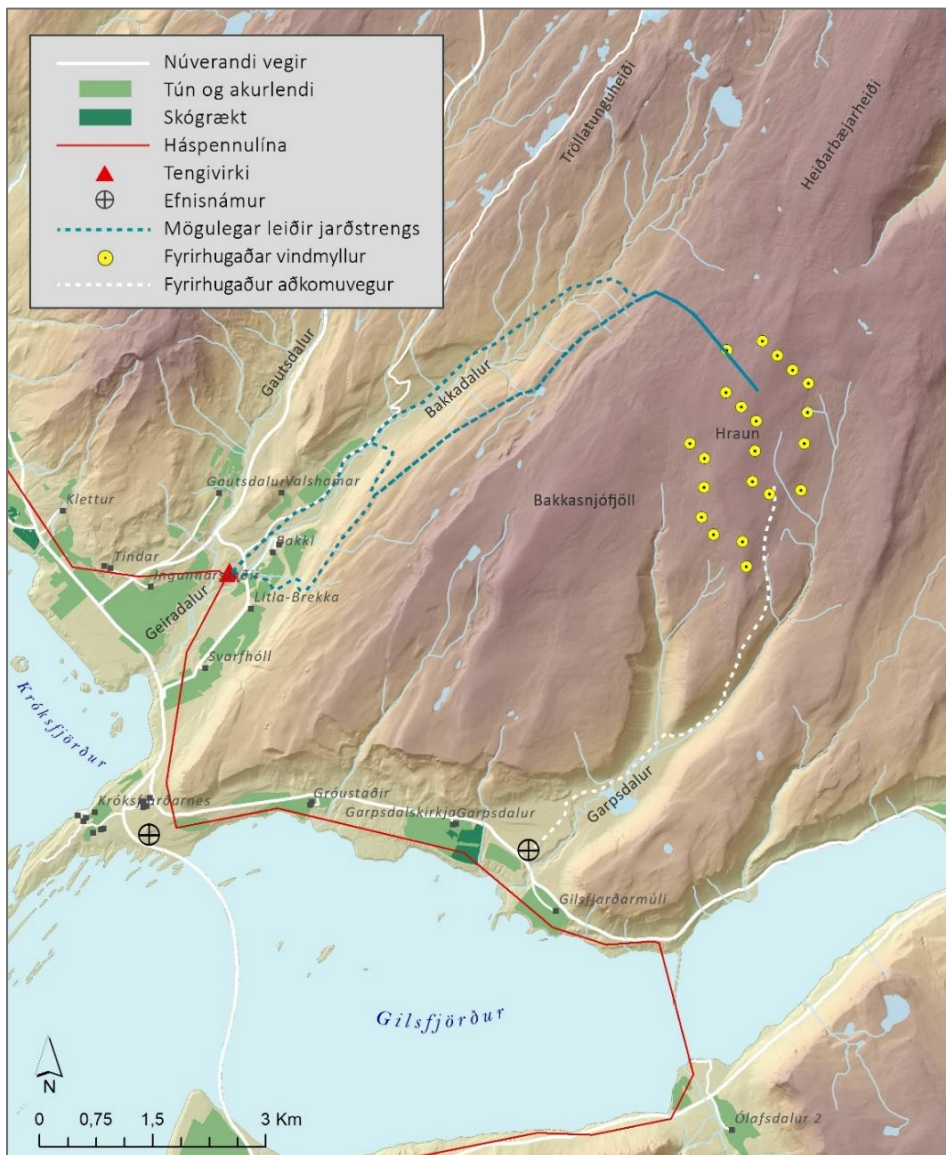 Núverandi vegir
Tún og akurlendi
Skógrækt
Háspennulína
Tengivirki
Efnisnámur
Mögulegar leiðir jarðstrengs
Fyrirhugaðar vindmyllur
Fyrirhugaður aðkomuvegur
Tröllatunguheiði
Heiðarbæjarheiði
Gautsdalur
Bakkadalur
Hraun
Bakkasnjófjöll
Gautsdalur
Valshamar
Klettur
Bakki
Tindar
Litla-Brekka
Geiradalur
Svarfhóll
Króksfjörður
Króksfjarðarnes
Gróustaðir
Garpsdalskirkja
Garpsdalur
Garpsdalur
Gilsfjarðarmúli
Gilsfjörður
Ólafsdalur 2
N
0 0,75 1,5 3 Km